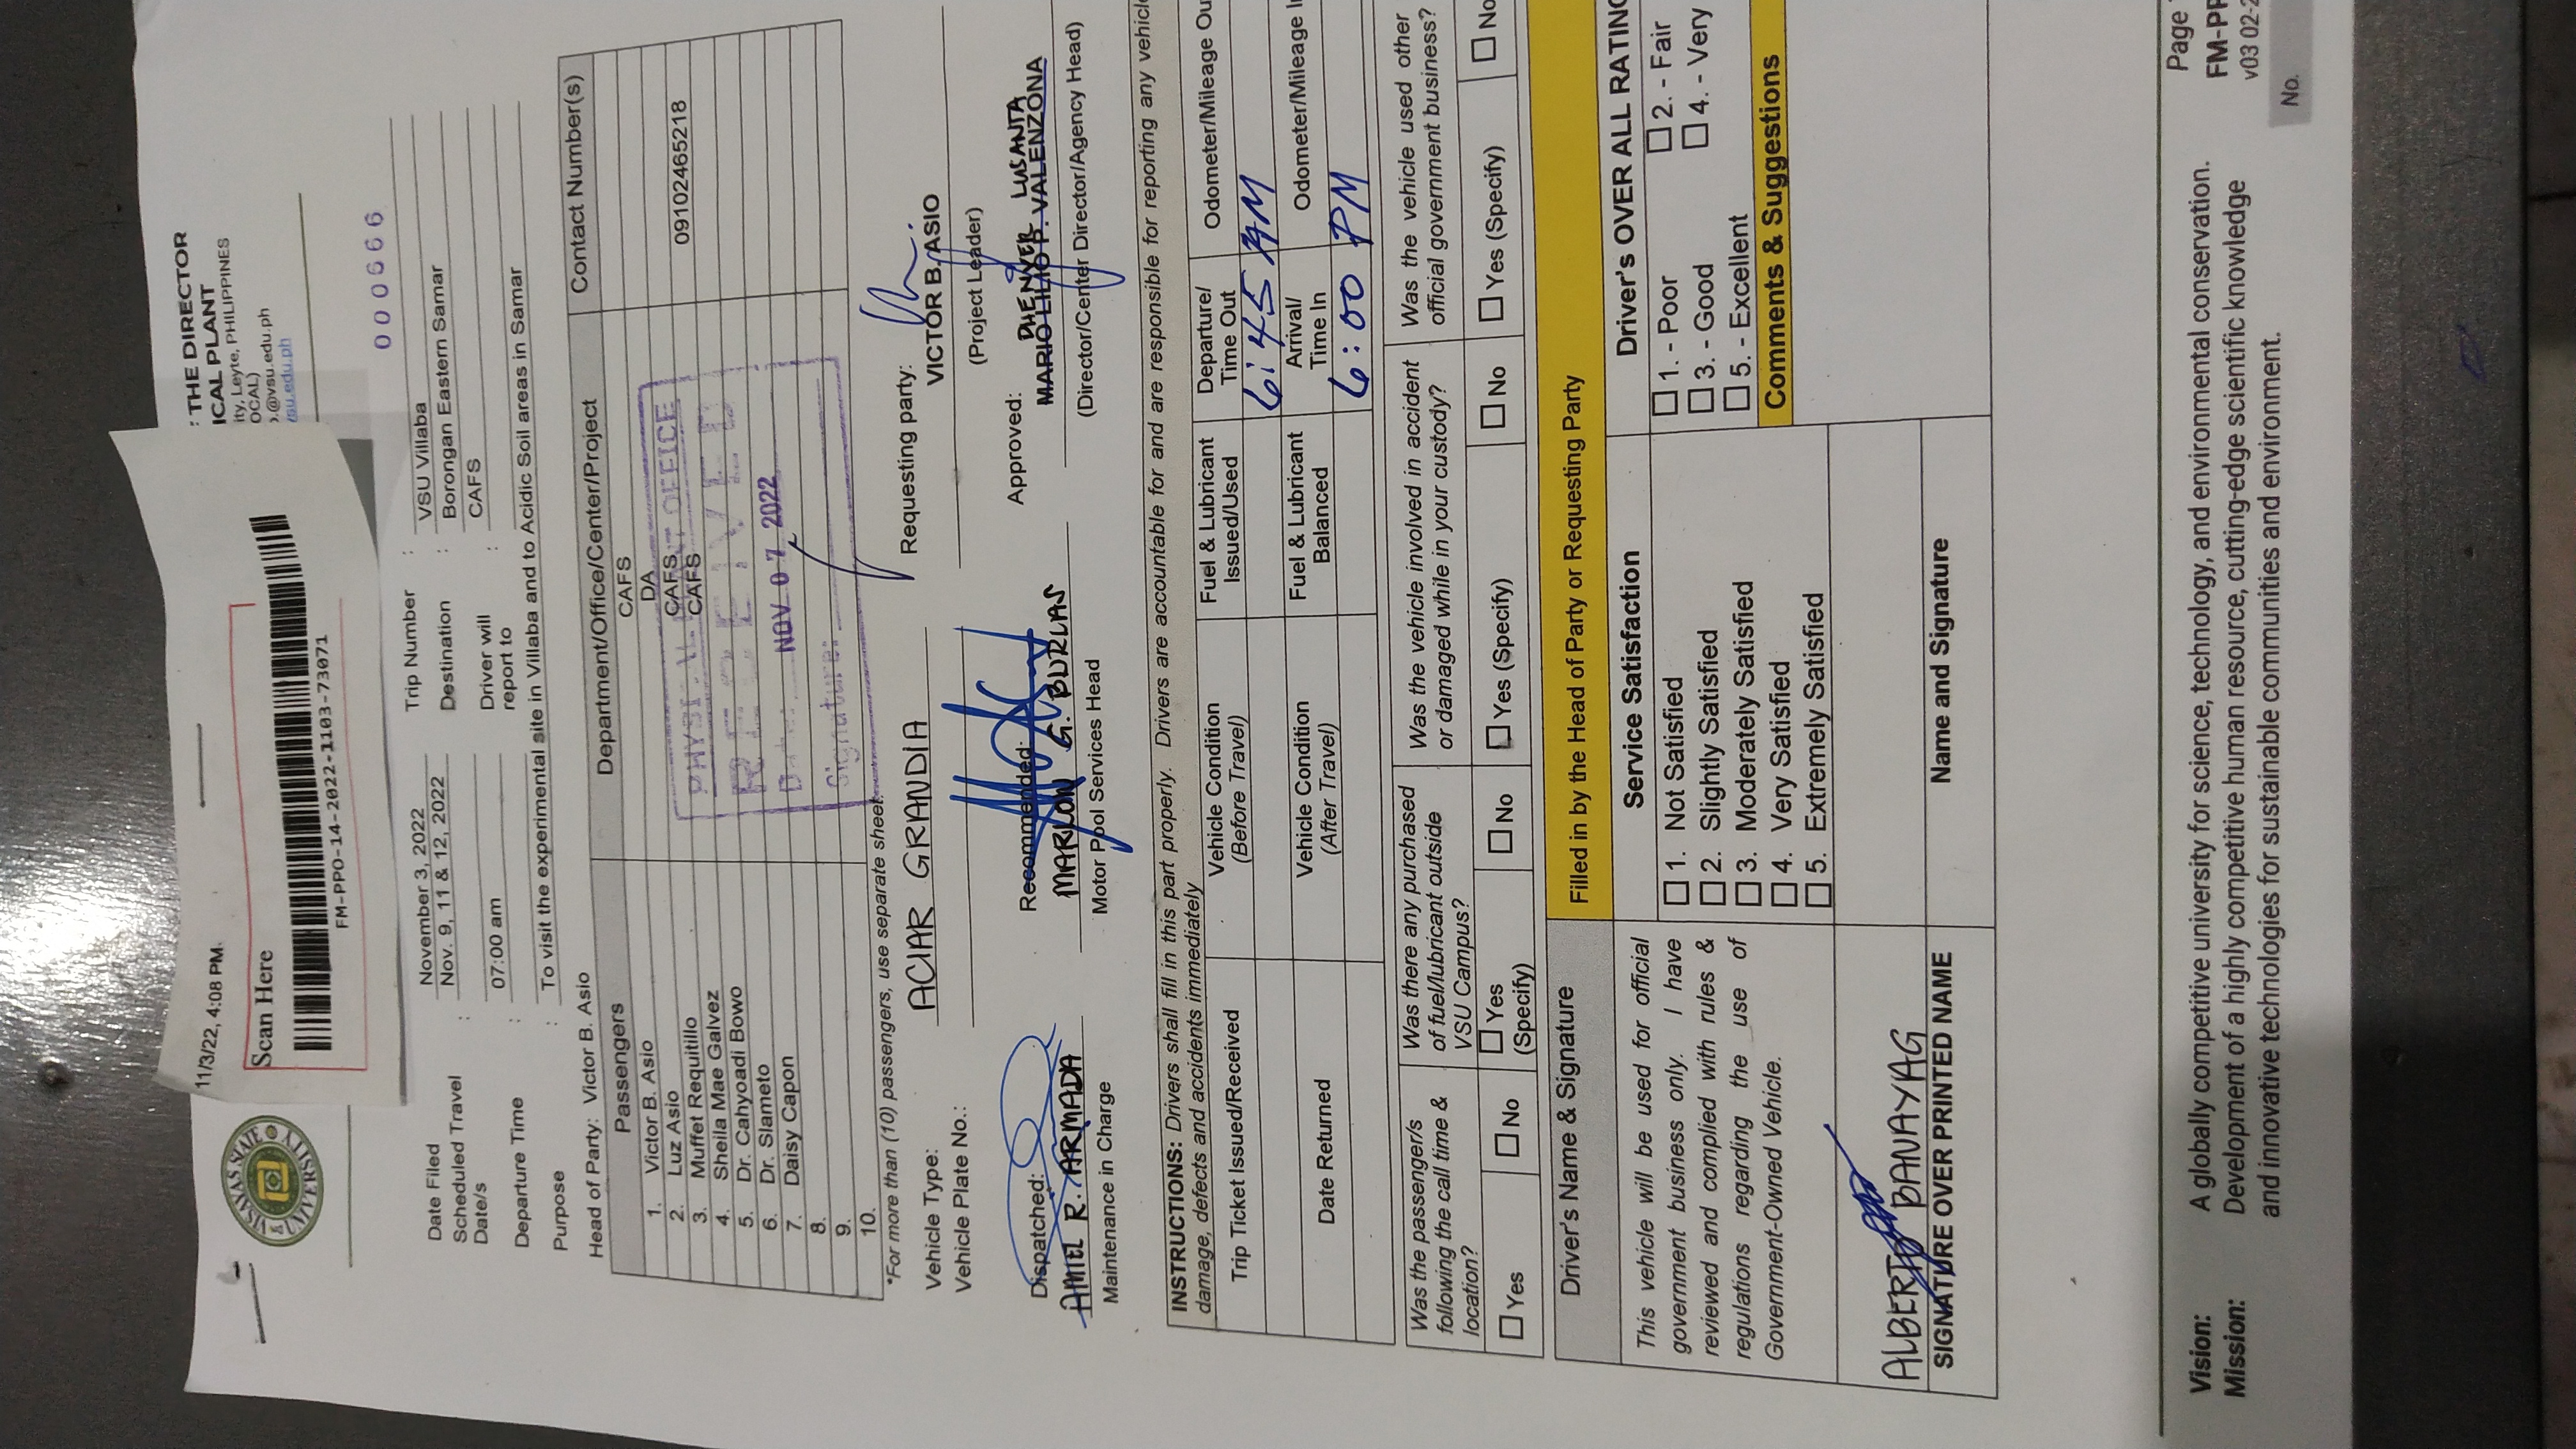 11/3/22, 4:08 PM
Scan Here
FM-PPO-14-2022-1103-73071
VISAYAS STATE UNIVERSITY
THE DIRECTOR
ICAL PLANT
ity, Leyte, PHILIPPINES
OCAL)
@vsu.edu.ph
su.edu.ph
000666
Date Filed : November 3, 2022 Trip Number : VSU Villaba
Scheduled Travel Date/s : Nov. 9, 11 & 12, 2022 Destination : Borongan Eastern Samar
Departure Time : 07:00 am Driver will report to : CAFS
Purpose : To visit the experimental site in Villaba and to Acidic Soil areas in Samar
Head of Party: Victor B. Asio
Passengers Department/Office/Center/Project Contact Number(s)
1. Victor B. Asio CAFS
2. Luz Asio DA
3. Muffet Requitillo CAFS 09102465218
4. Sheila Mae Galvez CAFS
5. Dr. Cahyoadi Bowo
6. Dr. Slameto
7. Daisy Capon
8.
9.
10.
NOV 07 2022
Signature:
*For more than (10) passengers, use separate sheet.
Vehicle Type: ACIAR GRANDIA
Vehicle Plate No.:
Requesting party:
VICTOR B. ASIO
(Project Leader)
Dispatched:
AMIEL R. ARMADA
Maintenance in Charge
Recommended:
MARLON G. BURLAS
Motor Pool Services Head
Approved:
DHENVER LUSANTA
MARIO LILIO P. VALENZONA
(Director/Center Director/Agency Head)
INSTRUCTIONS: Drivers shall fill in this part properly. Drivers are accountable for and are responsible for reporting any vehicle
damage, defects and accidents immediately
Trip Ticket Issued/Received Vehicle Condition (Before Travel) Fuel & Lubricant Issued/Used Departure/ Time Out Odometer/Mileage Ou
6:45 AM
Date Returned Vehicle Condition (After Travel) Fuel & Lubricant Balanced Arrival/ Time In Odometer/Mileage I
6:00 PM
Was the passenger/s following the call time & location?
Was there any purchased of fuel/lubricant outside VSU Campus?
Was the vehicle involved in accident or damaged while in your custody?
Was the vehicle used other official government business?
☐ Yes ☐ No ☐ Yes (Specify) ☐ No ☐ Yes (Specify) ☐ No ☐ Yes (Specify) ☐ No
Driver's Name & Signature
Filled in by the Head of Party or Requesting Party
This vehicle will be used for official
government business only. I have
reviewed and complied with rules &
regulations regarding the use of
Government-Owned Vehicle.
Service Satisfaction
☐ 1. Not Satisfied
☐ 2. Slightly Satisfied
☐ 3. Moderately Satisfied
☐ 4. Very Satisfied
☐ 5. Extremely Satisfied
Driver's OVER ALL RATING
☐ 1. - Poor ☐ 2. - Fair
☐ 3. - Good ☐ 4. - Very
☐ 5. - Excellent
Comments & Suggestions
ALBERT BANAYAG
SIGNATURE OVER PRINTED NAME
Name and Signature
Vision: A globally competitive university for science, technology, and environmental conservation.
Mission: Development of a highly competitive human resource, cutting-edge scientific knowledge
and innovative technologies for sustainable communities and environment.
Page
FM-PP
v03 02-2
No.